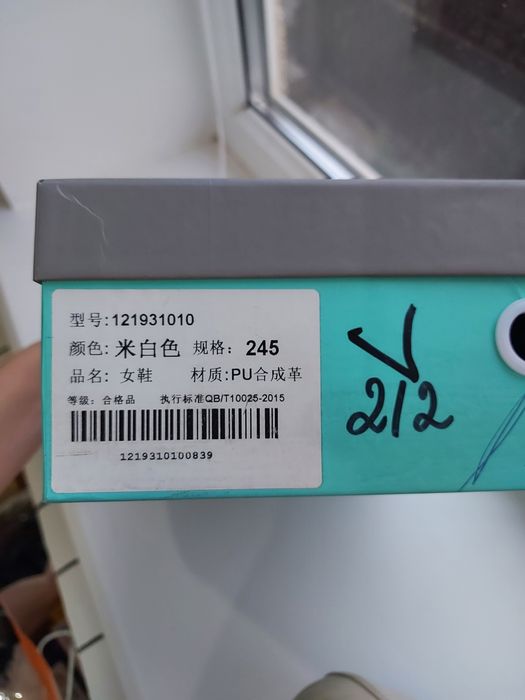 型号:121931010
颜色: 米白色 规格: 245
品名: 女鞋 材质:PU合成革
等级: 合格品 执行标准QB/T10025-2015
1219310100839
212